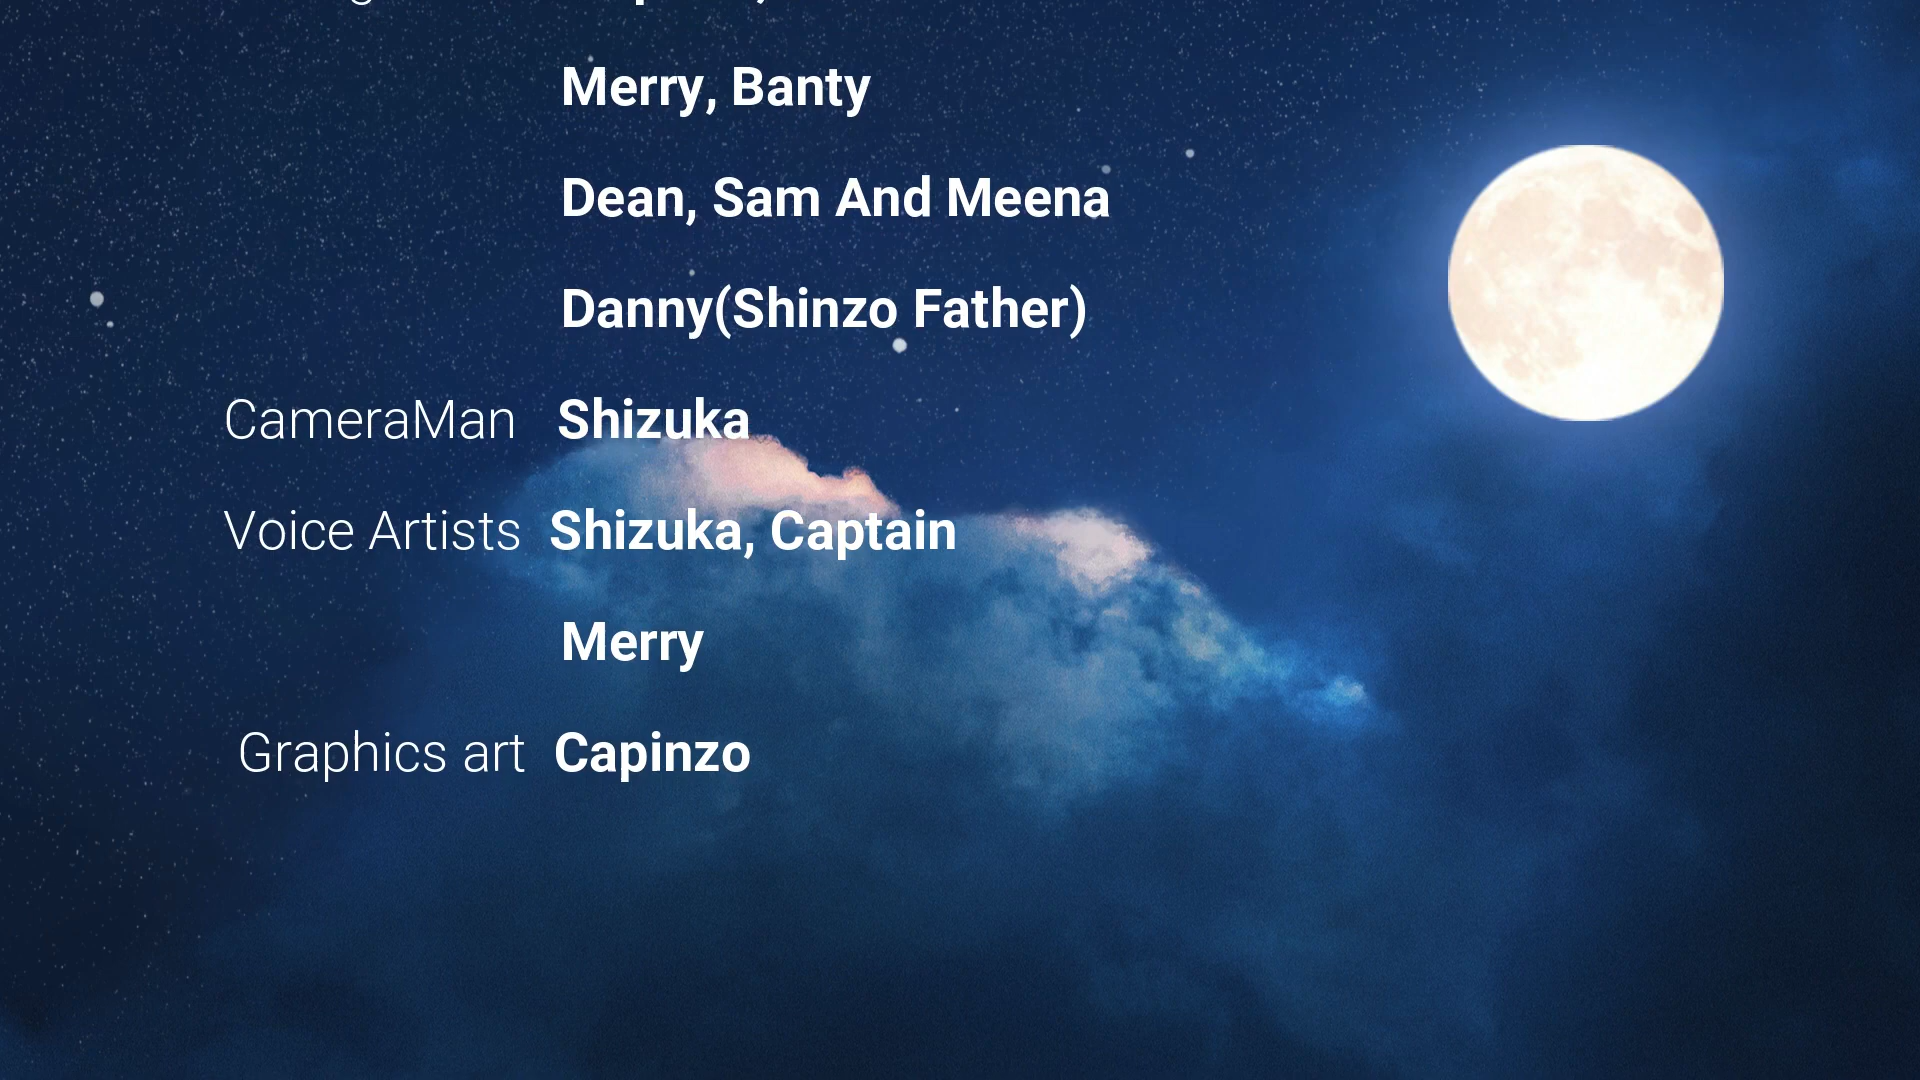 Merry, Banty
Dean, Sam And Meena
Danny(Shinzo Father)
CameraMan Shizuka
Voice Artists Shizuka, Captain
Merry
Graphics art Capinzo